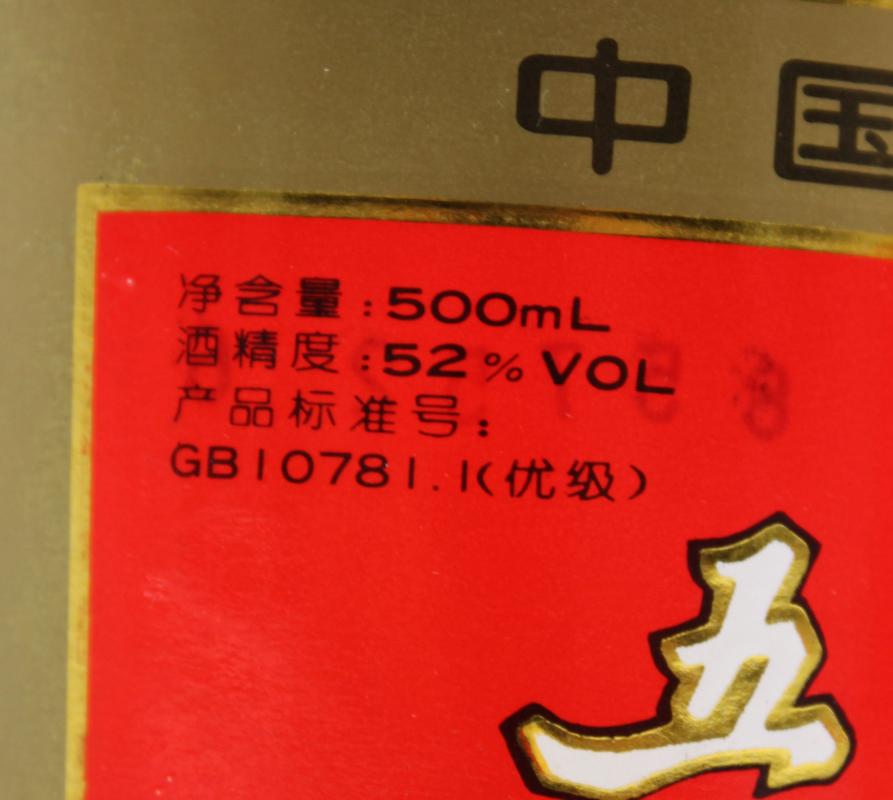 中国
净含量:500mL
酒精度:52%VOL
产品标准号:
GB10781.1(优级)
五